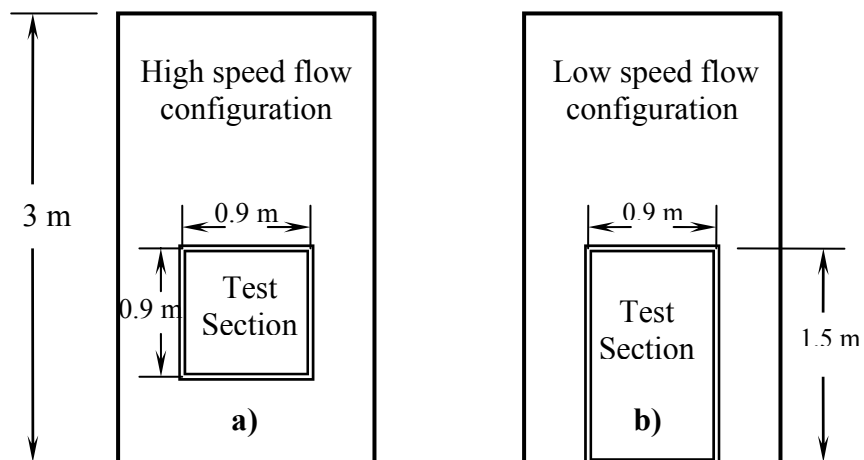 High speed flow
configuration
3 m
0.9 m
0.9 m
Test
Section
a)
Low speed flow
configuration
0.9 m
Test
Section
1.5 m
b)